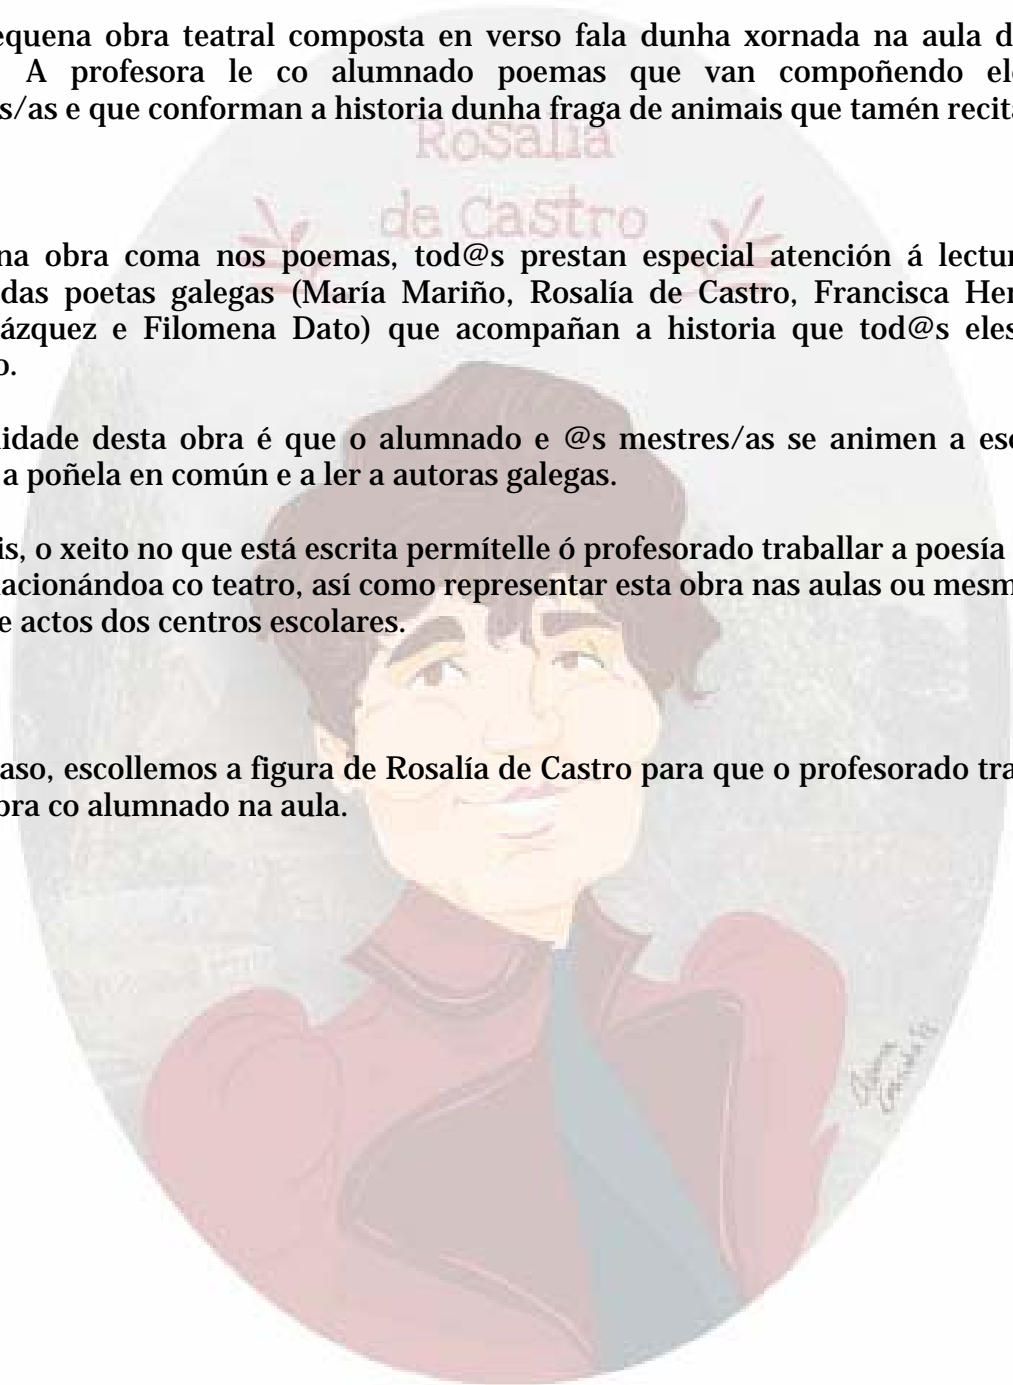 equena obra teatral composta en verso fala dunha xornada na aula d
A profesora le co alumnado poemas que van compoñendo el
s/as e que conforman a historia dunha fraga de animais que tamén recit
Rosalía
de Castro
na obra coma nos poemas, tod@s prestan especial atención á lectur
das poetas galegas (María Mariño, Rosalía de Castro, Francisca Her
ázquez e Filomena Dato) que acompañan a historia que tod@s eles
o.
lidade desta obra é que o alumnado e @s mestres/as se animen a es
a poñela en común e a ler a autoras galegas.
is, o xeito no que está escrita permítelle ó profesorado traballar a poesía
lacionándoa co teatro, así como representar esta obra nas aulas ou mesm
e actos dos centros escolares.
aso, escollemos a figura de Rosalía de Castro para que o profesorado tra
bra co alumnado na aula.